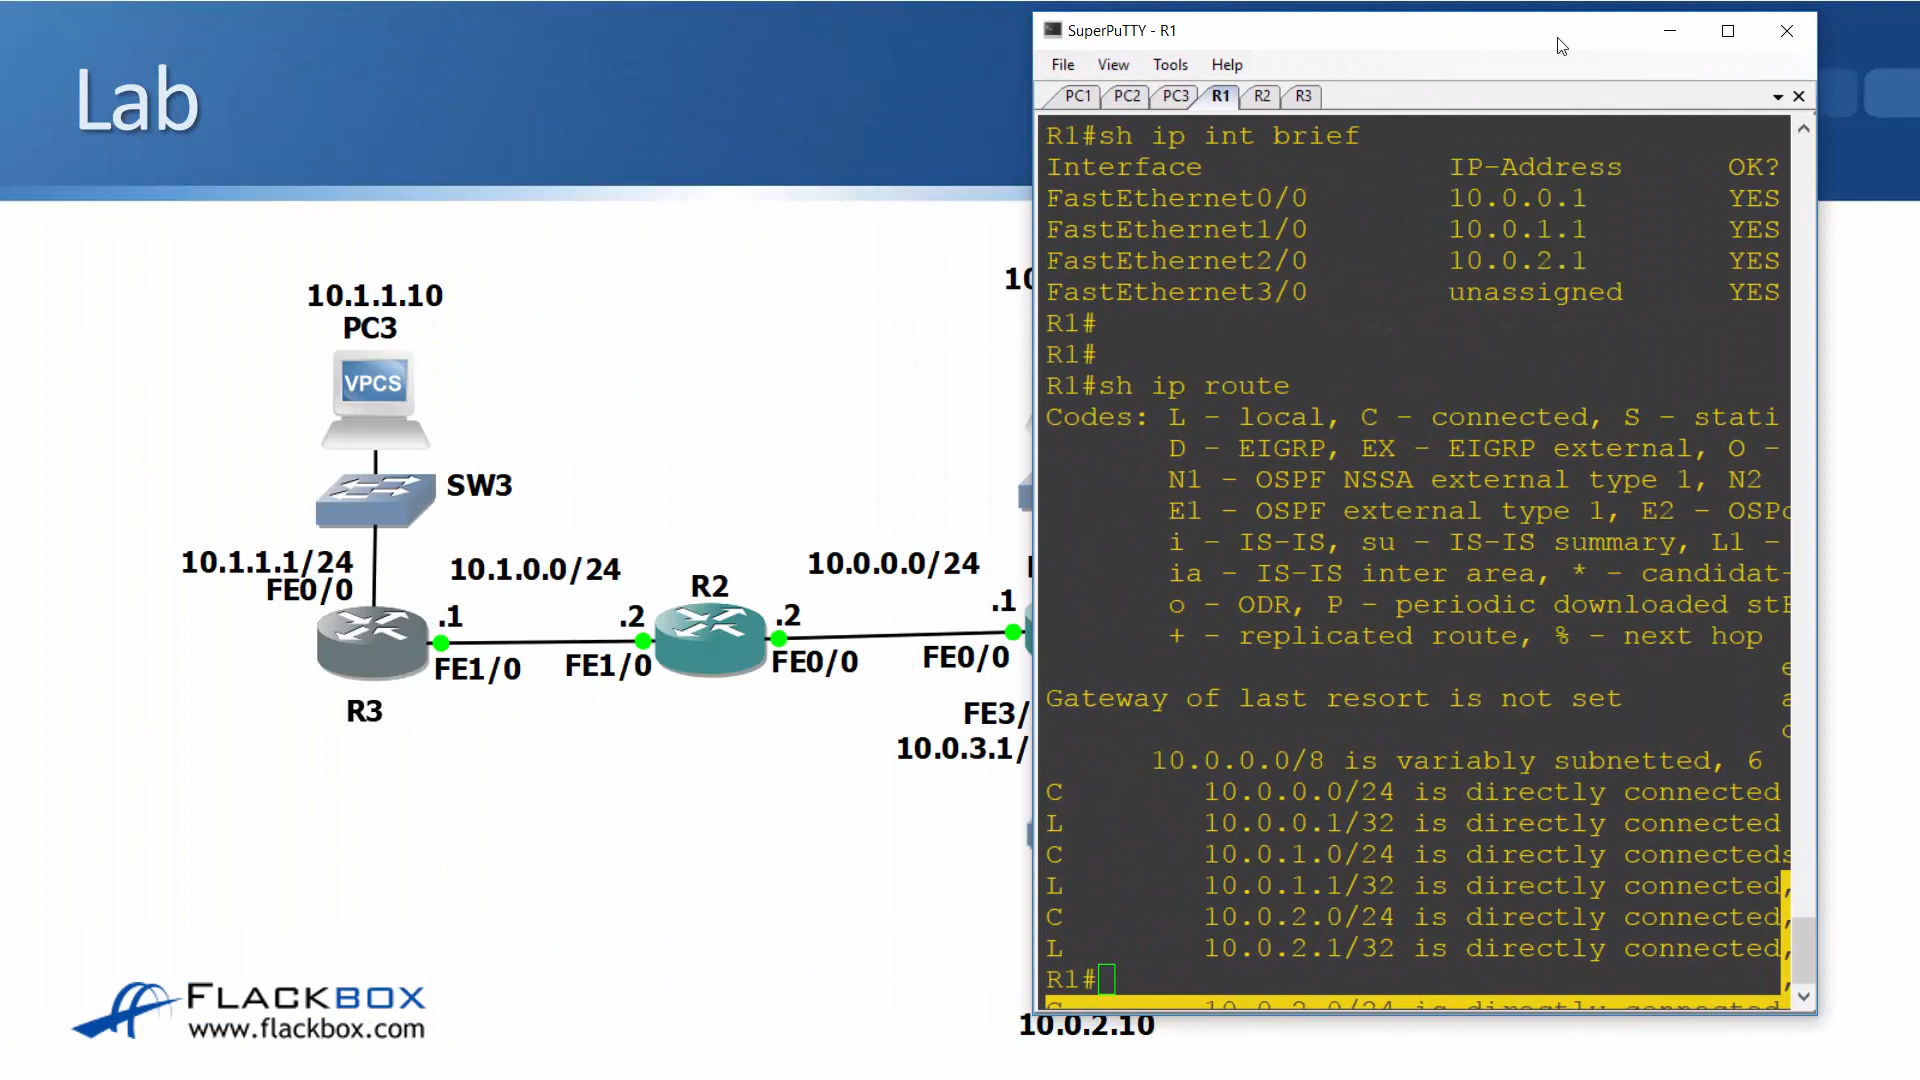 Lab
10.1.1.10
PC3
VPCS
SW3
10.1.1.1/24
FE0/0
10.1.0.0/24
R2
10.0.0.0/24
.1
.2
.2
.1
FE1/0
FE1/0
FE0/0
FE0/0
R3
FE3/
10.0.3.1/
10.0.2.10
FLACKBOX
www.flackbox.com
SuperPuTTY - R1
File View Tools Help
PC1 PC2 PC3 R1 R2 R3
R1#sh ip int brief
Interface IP-Address OK?
FastEthernet0/0 10.0.0.1 YES
FastEthernet1/0 10.0.1.1 YES
FastEthernet2/0 10.0.2.1 YES
FastEthernet3/0 unassigned YES
R1#
R1#
R1#sh ip route
Codes: L - local, C - connected, S - stati
D - EIGRP, EX - EIGRP external, O -
N1 - OSPF NSSA external type 1, N2
E1 - OSPF external type 1, E2 - OSP
i - IS-IS, su - IS-IS summary, L1 -
ia - IS-IS inter area, * - candidat
o - ODR, P - periodic downloaded st
+ - replicated route, % - next hop
Gateway of last resort is not set
10.0.0.0/8 is variably subnetted, 6
C 10.0.0.0/24 is directly connected
L 10.0.0.1/32 is directly connected
C 10.0.1.0/24 is directly connected
L 10.0.1.1/32 is directly connected,
C 10.0.2.0/24 is directly connected,
L 10.0.2.1/32 is directly connected,
R1#